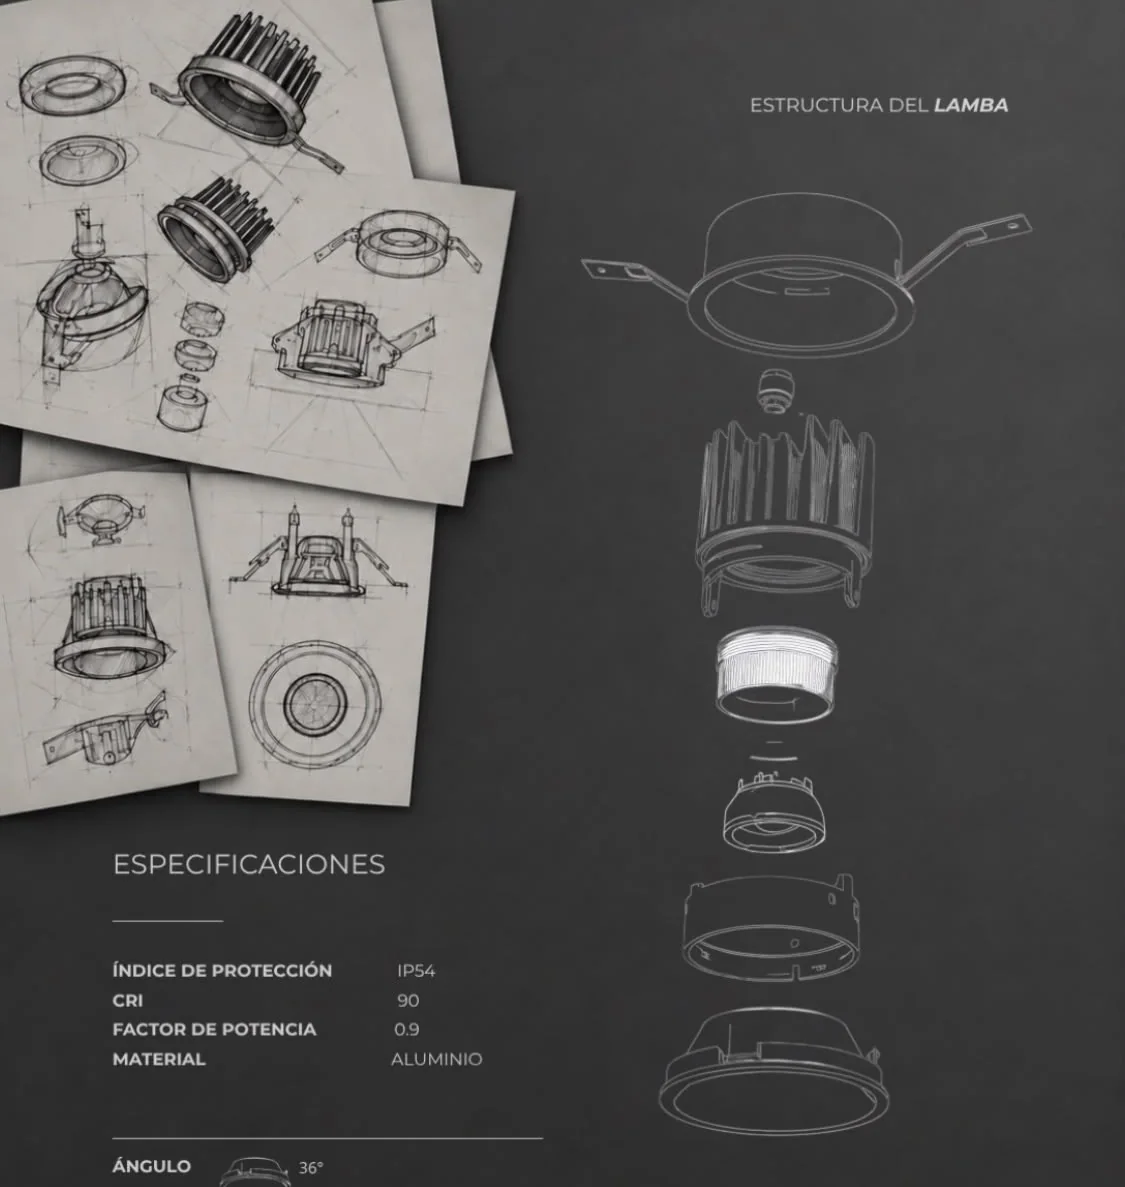 ESTRUCTURA DEL LAMBA
ESPECIFICACIONES
ÍNDICE DE PROTECCIÓN IP54
CRI 90
FACTOR DE POTENCIA 0.9
MATERIAL ALUMINIO
ÁNGULO 36°